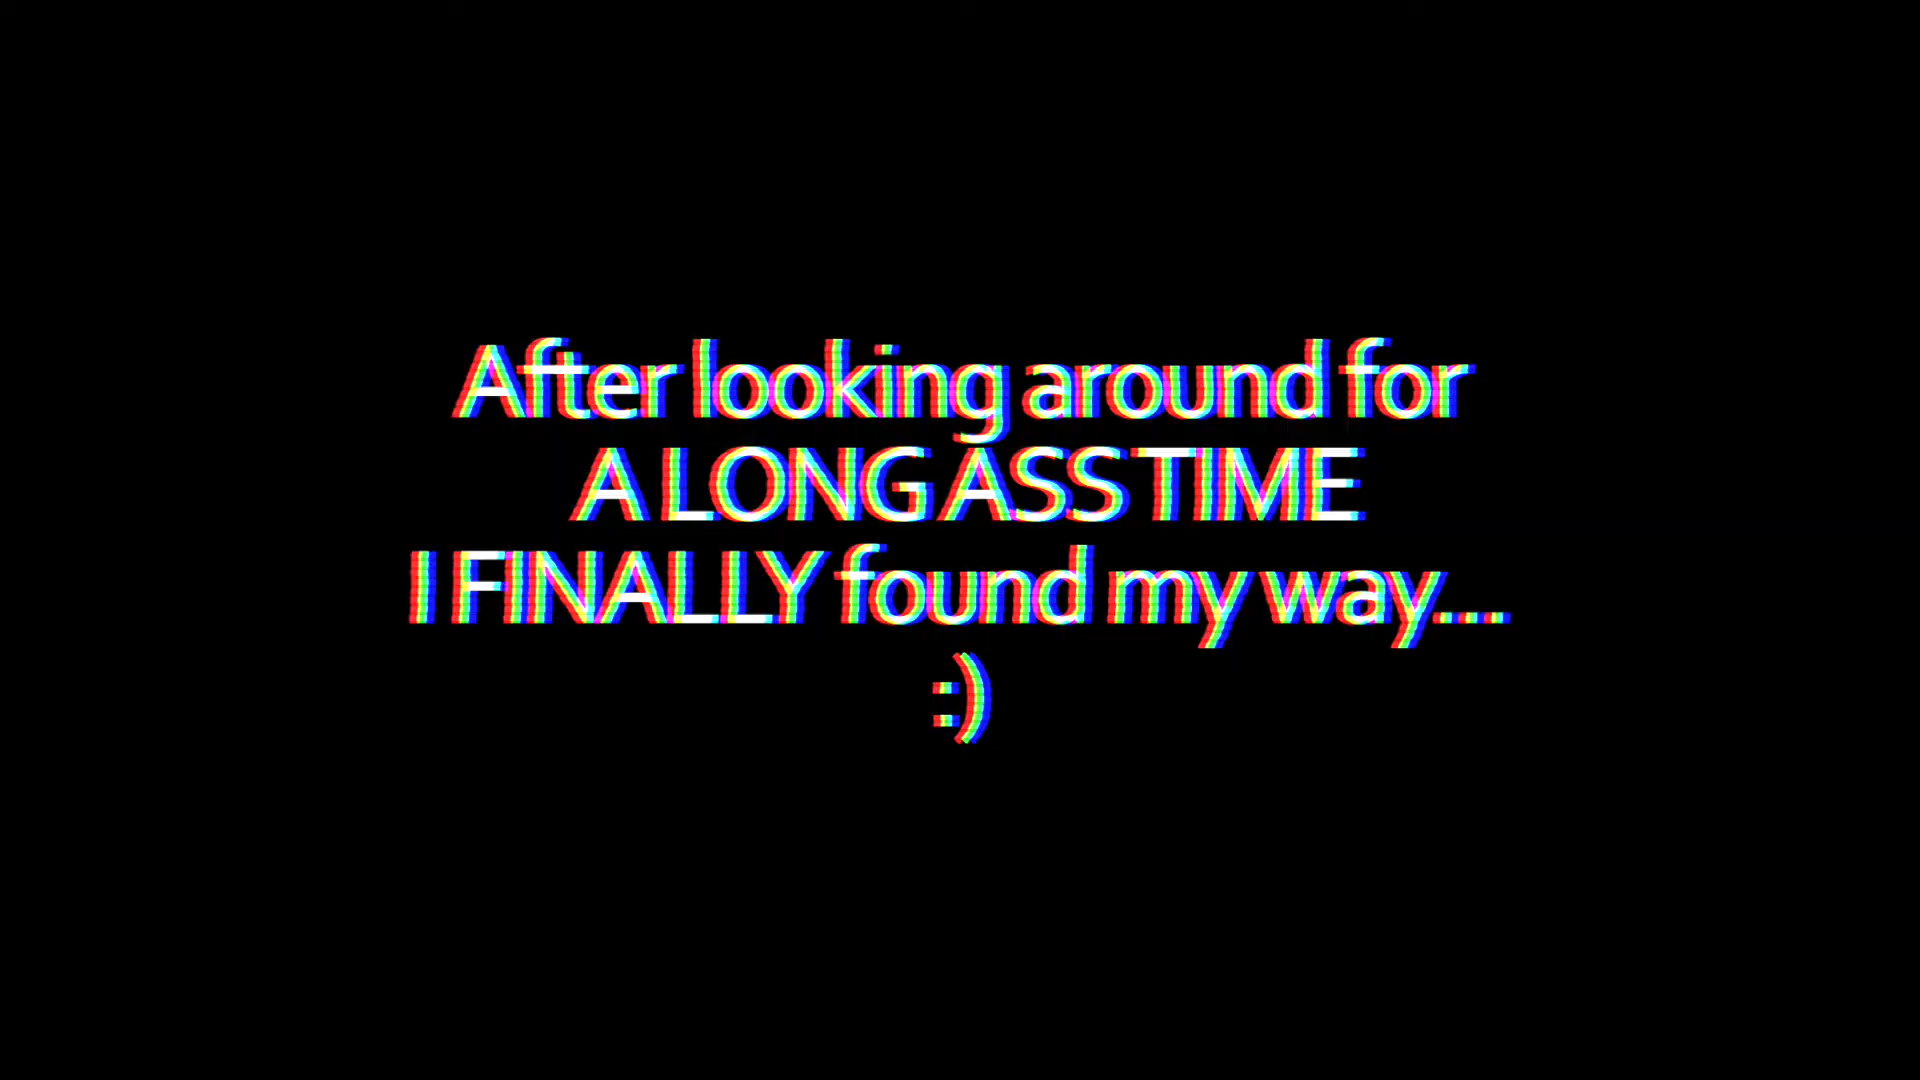 After looking around for
A LONG ASS TIME
I FINALLY found my way....
:)